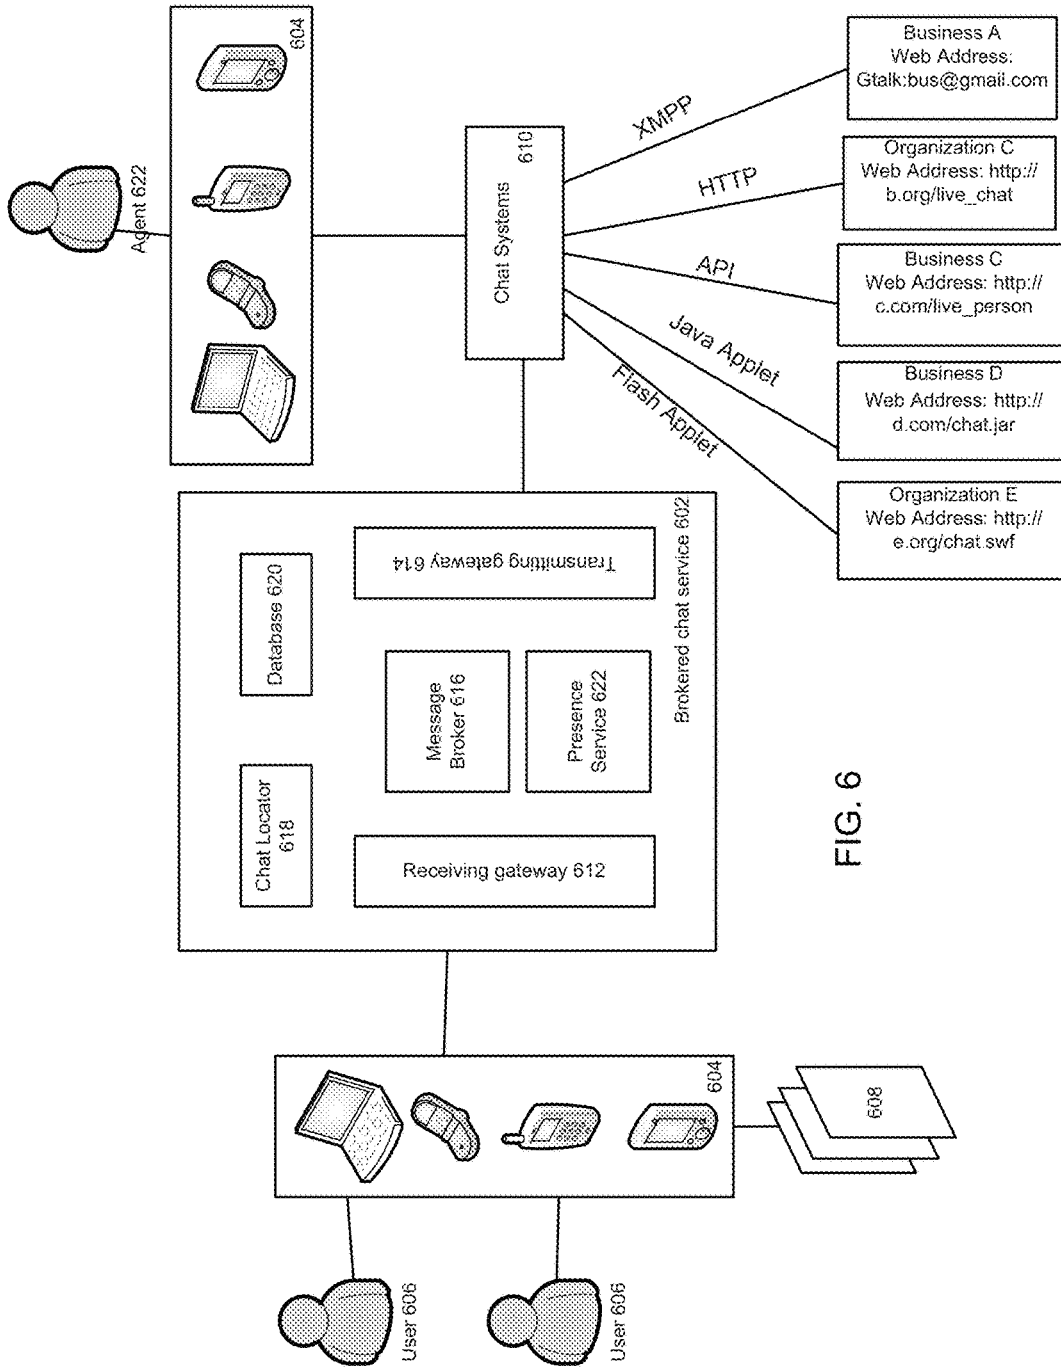 User 606
User 606
604
608
Chat Locator
618
Database 620
Receiving gateway 612
Message
Broker 616
Presence
Service 622
Transmitting gateway 614
Brokered chat service 602
Agent 622
604
Chat Systems
610
XMPP
HTTP
API
Java Applet
Flash Applet
Business A
Web Address:
Gtalk:bus@gmail.com
Organization C
Web Address: http://
b.org/live_chat
Business C
Web Address: http://
c.com/live_person
Business D
Web Address: http://
d.com/chat.jar
Organization E
Web Address: http://
e.org/chat.swf
FIG. 6